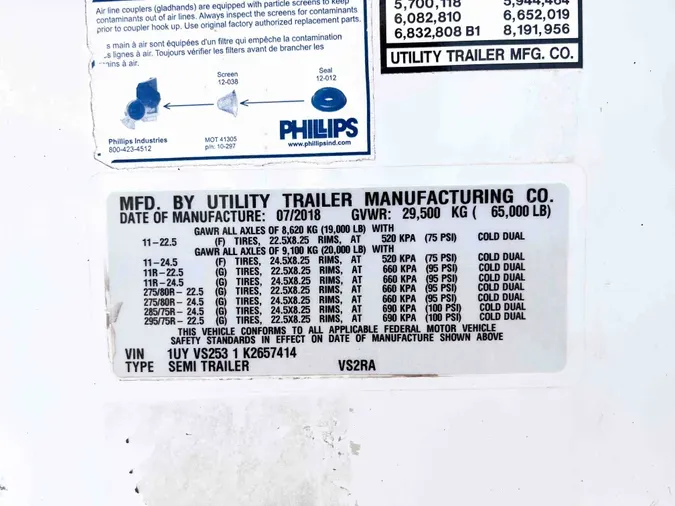 Air line couplers (gladhands) are equipped with particle screens to keep
contaminants out of air lines. Always inspect the screens for contaminants
prior to coupler hook up. Use original factory authorized replacement parts.
s main à air sont équipées d'un filtre qui empêche la contamination
s lignes à air. Toujours vérifier les filters avant de brancher les
ains à air.
Screen
12-038
Seal
12-012
Phillips Industries
800-423-4512
MOT 41305
p/n: 10-297
PHILLIPS
www.phillipsind.com
5,700,118 5,944,464
6,082,810 6,652,019
6,832,808 B1 8,191,956
UTILITY TRAILER MFG. CO.
MFD. BY UTILITY TRAILER MANUFACTURING CO.
DATE OF MANUFACTURE: 07/2018 GVWR: 29,500 KG ( 65,000 LB)
GAWR ALL AXLES OF 8,620 KG (19,000 LB) WITH
11-22.5 (F) TIRES, 22.5X8.25 RIMS, AT 520 KPA (75 PSI) COLD DUAL
GAWR ALL AXLES OF 9,100 KG (20,000 LB) WITH
11-24.5 (F) TIRES, 24.5X8.25 RIMS, AT 520 KPA (75 PSI) COLD DUAL
11R-22.5 (G) TIRES, 22.5X8.25 RIMS, AT 660 KPA (95 PSI) COLD DUAL
11R-24.5 (G) TIRES, 24.5X8.25 RIMS, AT 660 KPA (95 PSI) COLD DUAL
275/80R-22.5 (G) TIRES, 22.5X8.25 RIMS, AT 660 KPA (95 PSI) COLD DUAL
275/80R-24.5 (G) TIRES, 24.5X8.25 RIMS, AT 660 KPA (95 PSI) COLD DUAL
285/75R-24.5 (G) TIRES, 24.5X8.25 RIMS, AT 690 KPA (100 PSI) COLD DUAL
295/75R-22.5 (G) TIRES, 22.5X8.25 RIMS, AT 690 KPA (100 PSI) COLD DUAL
THIS VEHICLE CONFORMS TO ALL APPLICABLE FEDERAL MOTOR VEHICLE
SAFETY STANDARDS IN EFFECT ON DATE OF MANUFACTURE SHOWN ABOVE
VIN 1UY VS253 1 K2657414
TYPE SEMI TRAILER VS2RA